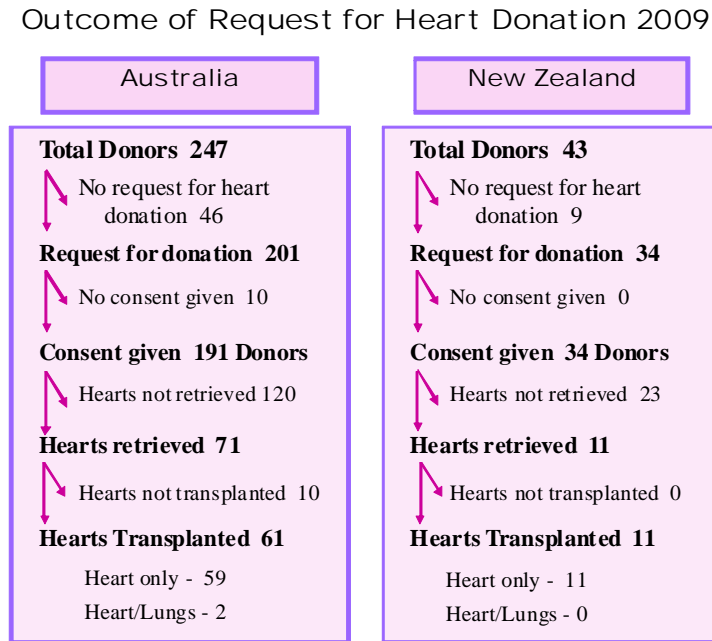 Outcome of Request for Heart Donation 2009
Australia
Total Donors 247
No request for heart
donation 46
Request for donation 201
No consent given 10
Consent given 191 Donors
Hearts not retrieved 120
Hearts retrieved 71
Hearts not transplanted 10
Hearts Transplanted 61
Heart only - 59
Heart/Lungs - 2
New Zealand
Total Donors 43
No request for heart
donation 9
Request for donation 34
No consent given 0
Consent given 34 Donors
Hearts not retrieved 23
Hearts retrieved 11
Hearts not transplanted 0
Hearts Transplanted 11
Heart only - 11
Heart/Lungs - 0